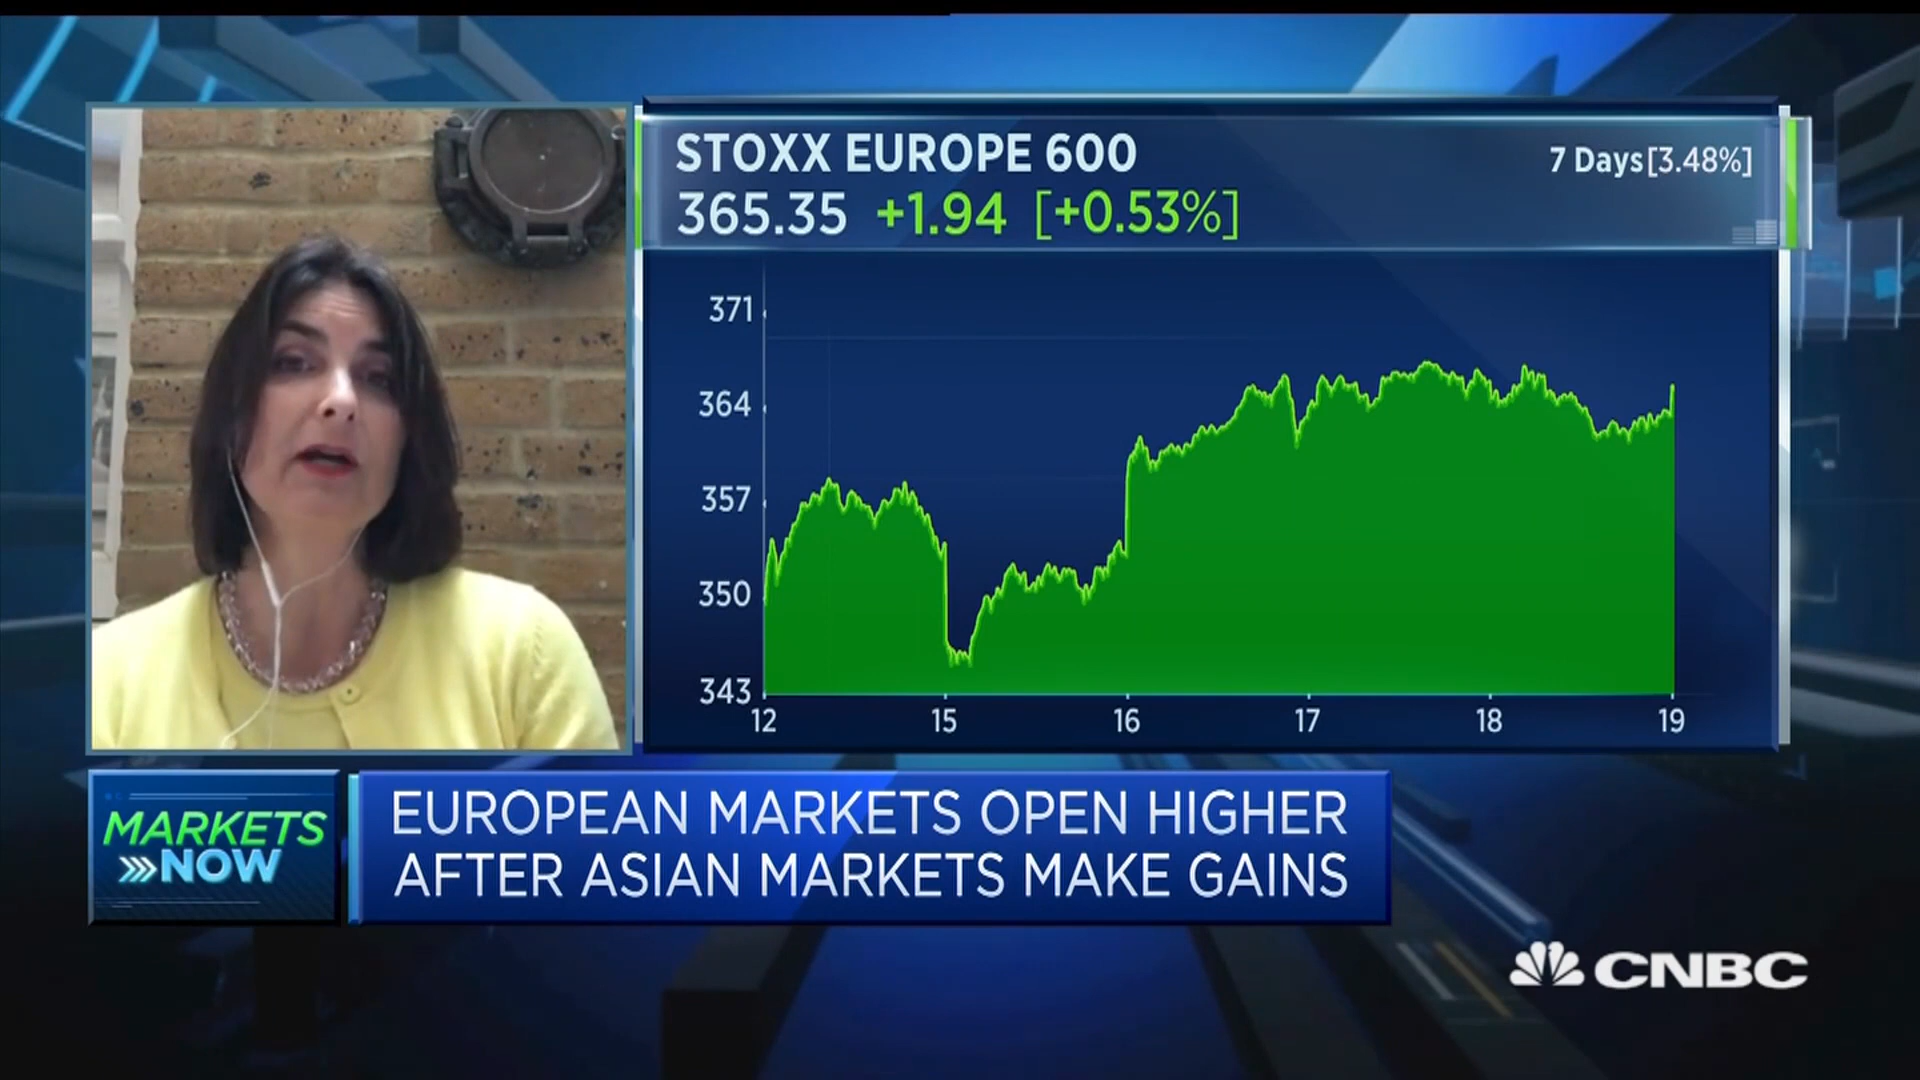 STOXX EUROPE 600
7 Days[3.48%]
365.35 +1.94 [+0.53%]
371
364
357
350
343
12 15 16 17 18 19
MARKETS
NOW
EUROPEAN MARKETS OPEN HIGHER
AFTER ASIAN MARKETS MAKE GAINS
CNBC